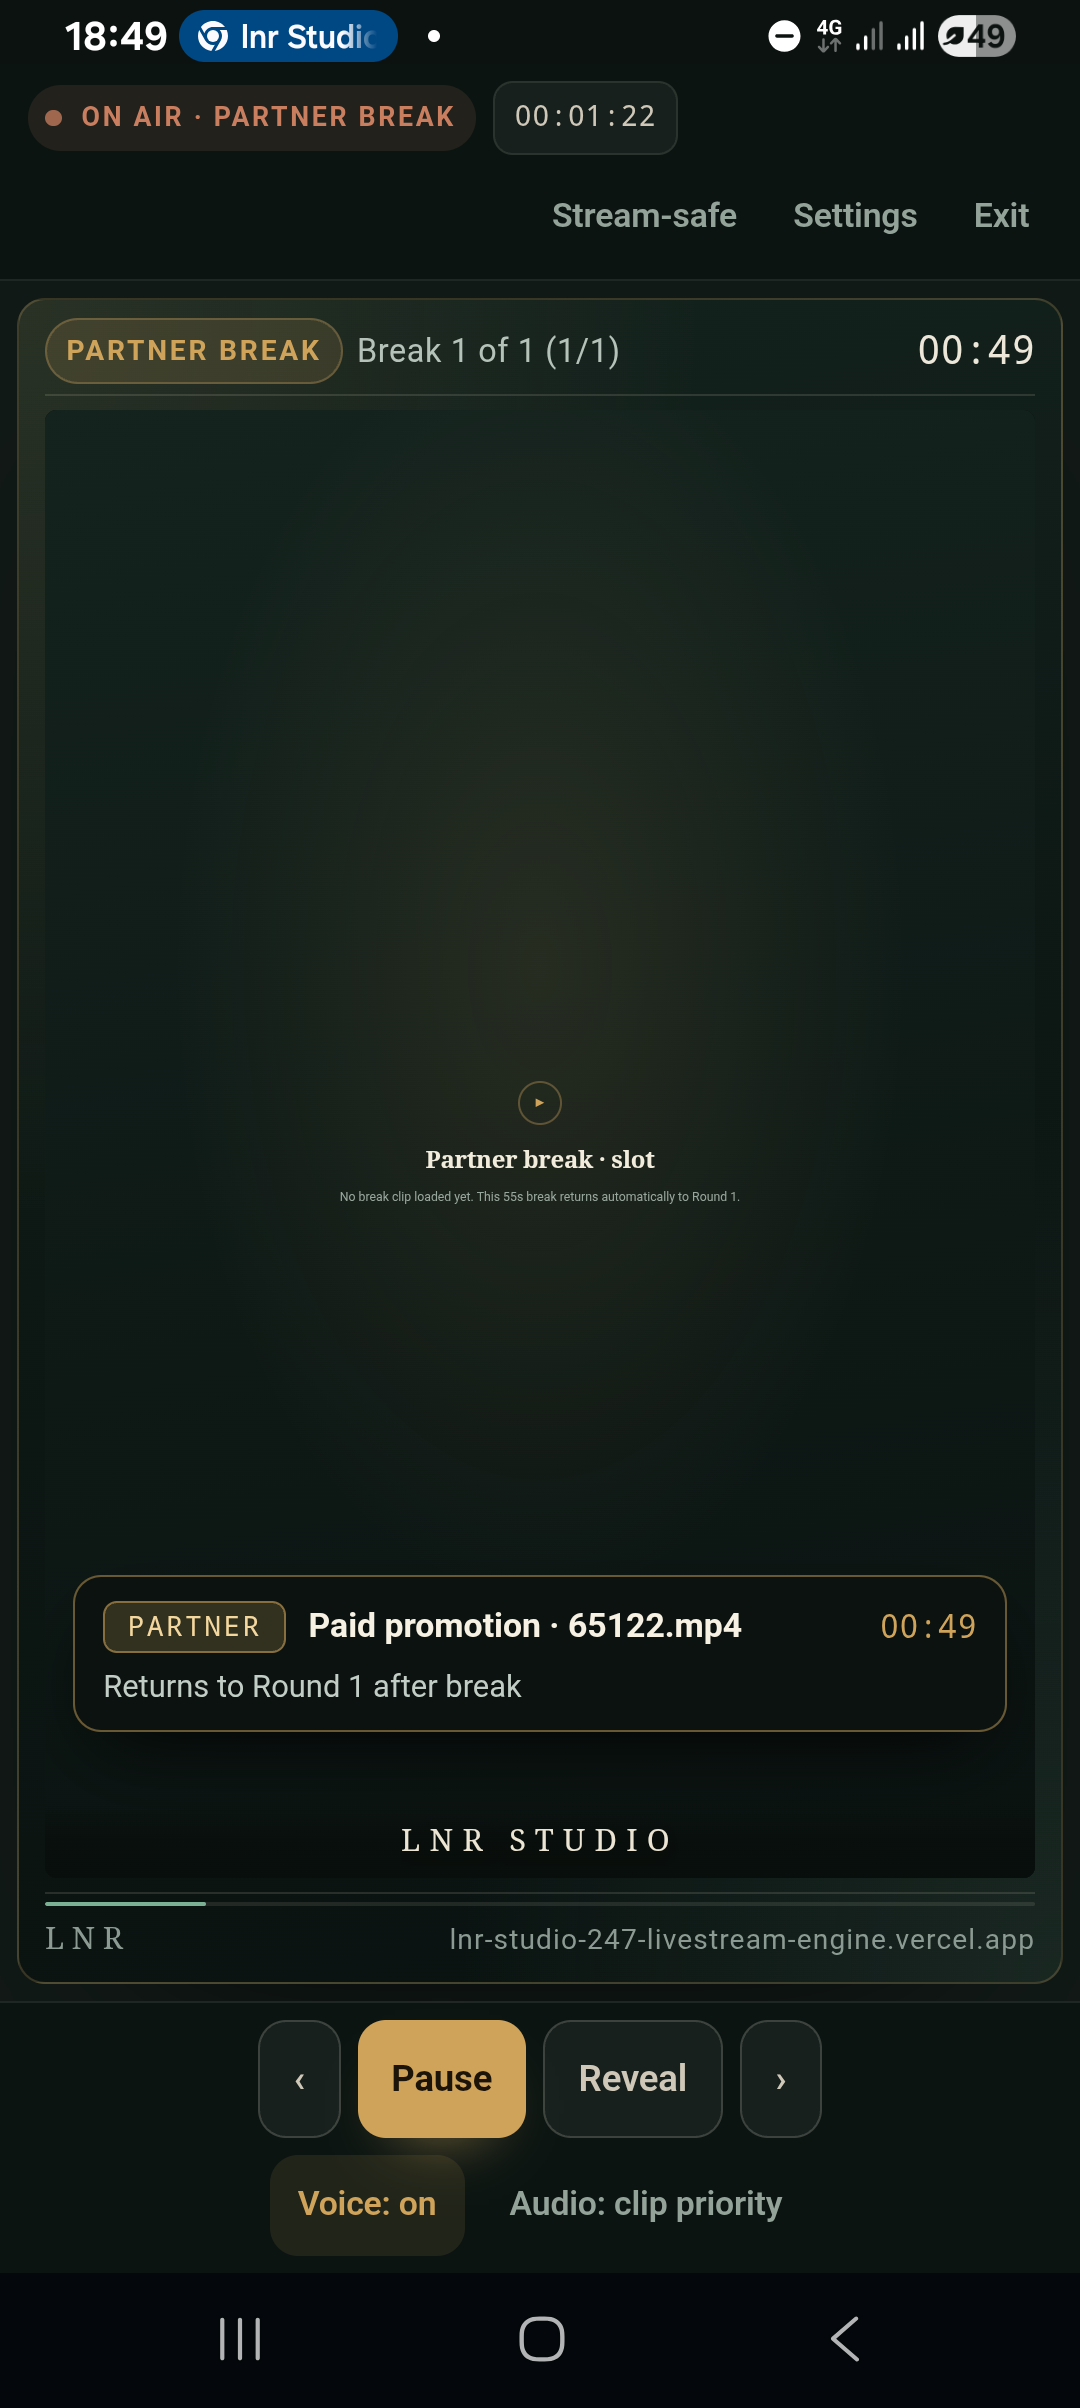 18:49 lnr Studio 4G 49
ON AIR · PARTNER BREAK 00:01:22
Stream-safe Settings Exit
PARTNER BREAK Break 1 of 1 (1/1) 00:49
Partner break · slot
No break clip loaded yet. This 55s break returns automatically to Round 1.
PARTNER Paid promotion · 65122.mp4 00:49
Returns to Round 1 after break
LNR STUDIO
LNR lnr-studio-247-livestream-engine.vercel.app
‹ Pause Reveal ›
Voice: on Audio: clip priority